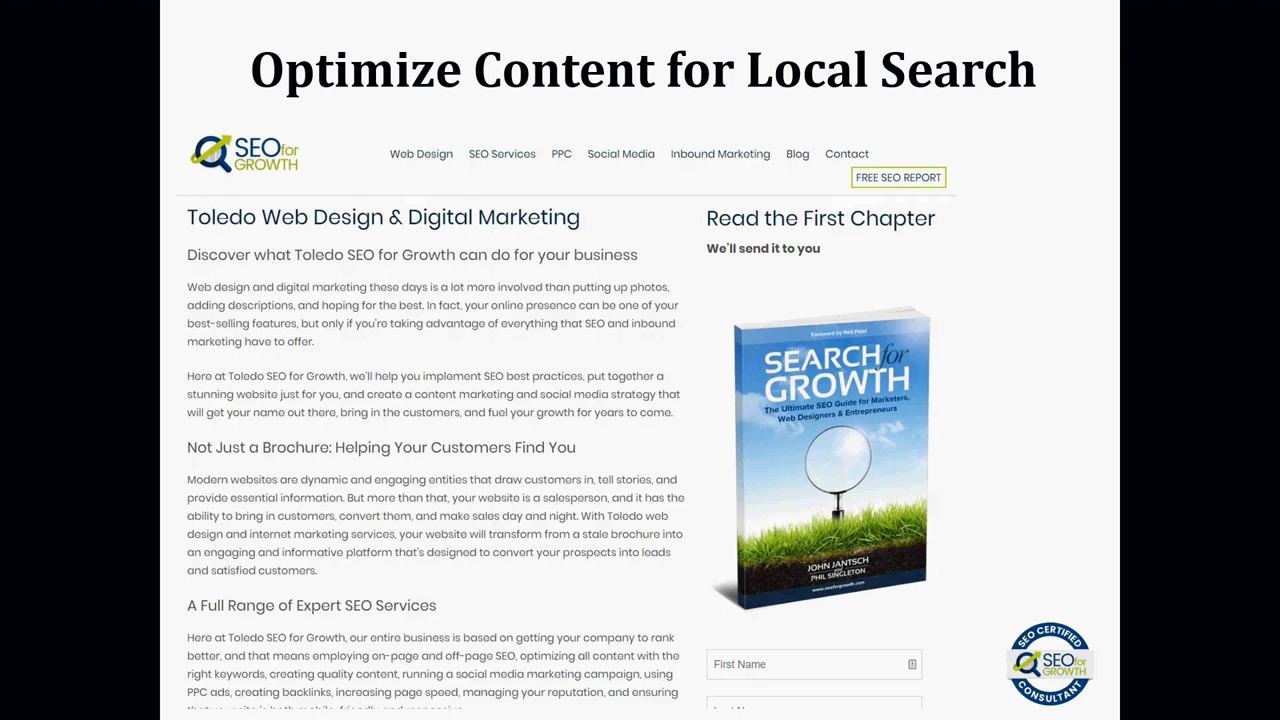 Optimize Content for Local Search
SEO for
GROWTH
Web Design SEO Services PPC Social Media Inbound Marketing Blog Contact
FREE SEO REPORT
Toledo Web Design & Digital Marketing
Discover what Toledo SEO for Growth can do for your business
Web design and digital marketing these days is a lot more involved than putting up photos,
adding descriptions, and hoping for the best. In fact, your online presence can be one of your
best-selling features, but only if you're taking advantage of everything that SEO and inbound
marketing have to offer.
Here at Toledo SEO for Growth, we'll help you implement SEO best practices, put together a
stunning website just for you, and create a content marketing and social media strategy that
will get your name out there, bring in the customers, and fuel your growth for years to come.
Not Just a Brochure: Helping Your Customers Find You
Modern websites are dynamic and engaging entities that draw customers in, tell stories, and
provide essential information. But more than that, your website is a salesperson, and it has the
ability to bring in customers, convert them, and make sales day and night. With Toledo web
design and internet marketing services, your website will transform from a stale brochure into
an engaging and informative platform that's designed to convert your prospects into leads
and satisfied customers.
A Full Range of Expert SEO Services
Here at Toledo SEO for Growth, our entire business is based on getting your company to rank
better, and that means employing on-page and off-page SEO, optimizing all content with the
right keywords, creating quality content, running a social media marketing campaign, using
PPC ads, creating backlinks, increasing page speed, managing your reputation, and ensuring
Read the First Chapter
We'll send it to you
Foreword by Neil Patel
SEARCH for
GROWTH
The Ultimate SEO Guide for Marketers,
Web Designers & Entrepreneurs
JOHN JANTSCH
and
PHIL SINGLETON
www.seoforgrowth.com
First Name
SEO CERTIFIED
SEO for
GROWTH
CONSULTANT